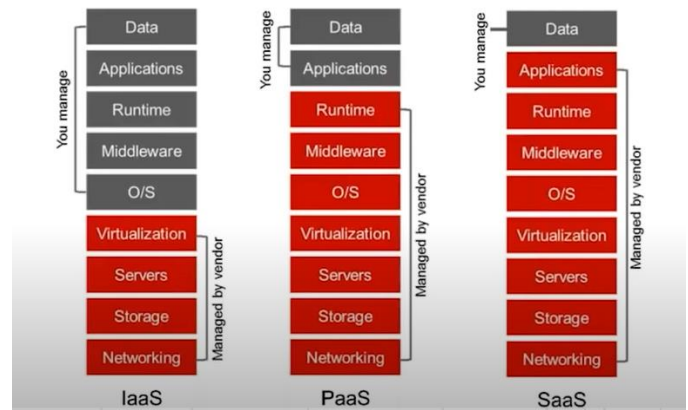 You manage
Data
Applications
Runtime
Middleware
O/S
Virtualization
Servers
Storage
Networking
Managed by vendor
IaaS
You manage
Data
Applications
Runtime
Middleware
O/S
Virtualization
Servers
Storage
Networking
Managed by vendor
PaaS
You manage
Data
Applications
Runtime
Middleware
O/S
Virtualization
Servers
Storage
Networking
Managed by vendor
SaaS